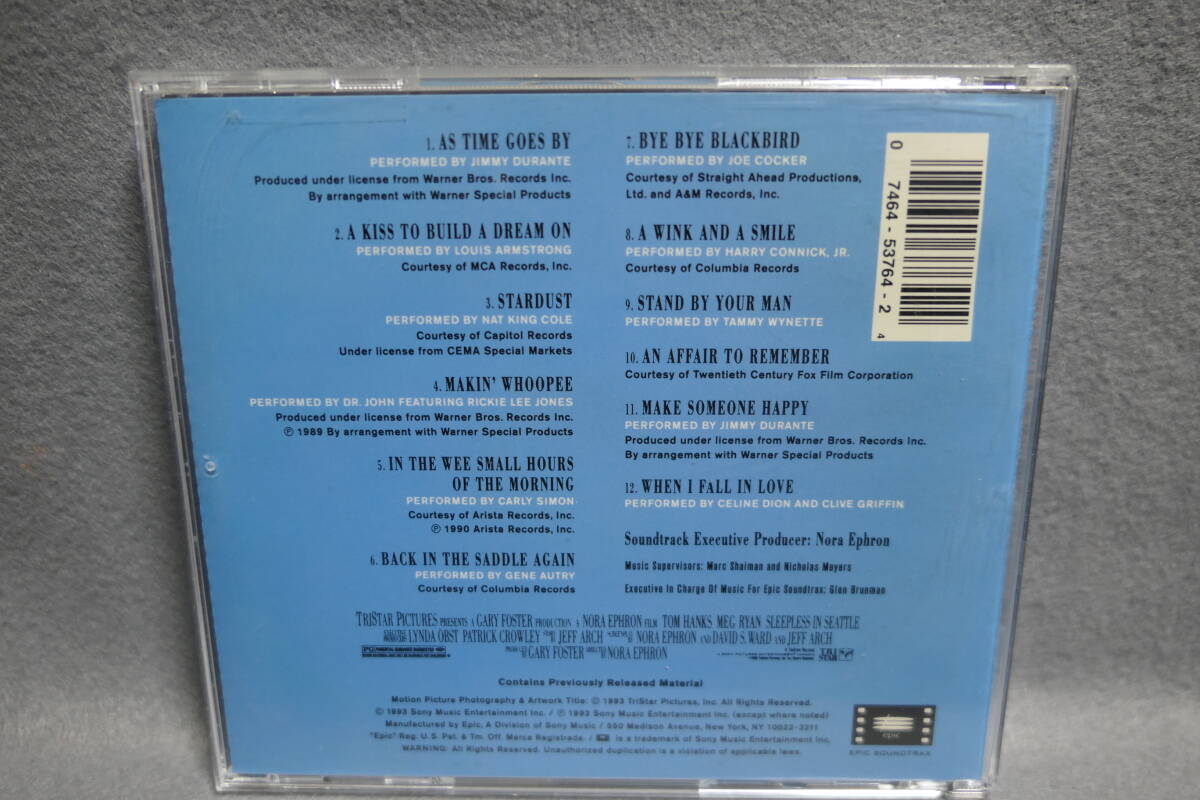 1. AS TIME GOES BY
PERFORMED BY JIMMY DURANTE
Produced under license from Warner Bros. Records Inc.
By arrangement with Warner Special Products
2. A KISS TO BUILD A DREAM ON
PERFORMED BY LOUIS ARMSTRONG
Courtesy of MCA Records, Inc.
3. STARDUST
PERFORMED BY NAT KING COLE
Courtesy of Capitol Records
Under license from CEMA Special Markets
4. MAKIN' WHOOPEE
PERFORMED BY DR. JOHN FEATURING RICKIE LEE JONES
Produced under license from Warner Bros. Records Inc.
℗ 1989 By arrangement with Warner Special Products
5. IN THE WEE SMALL HOURS
OF THE MORNING
PERFORMED BY CARLY SIMON
Courtesy of Arista Records, Inc.
℗ 1990 Arista Records, Inc.
6. BACK IN THE SADDLE AGAIN
PERFORMED BY GENE AUTRY
Courtesy of Columbia Records
7. BYE BYE BLACKBIRD
PERFORMED BY JOE COCKER
Courtesy of Straight Ahead Productions,
Ltd. and A&M Records, Inc.
8. A WINK AND A SMILE
PERFORMED BY HARRY CONNICK, JR.
Courtesy of Columbia Records
9. STAND BY YOUR MAN
PERFORMED BY TAMMY WYNETTE
10. AN AFFAIR TO REMEMBER
Courtesy of Twentieth Century Fox Film Corporation
11. MAKE SOMEONE HAPPY
PERFORMED BY JIMMY DURANTE
Produced under license from Warner Bros. Records Inc.
By arrangement with Warner Special Products
12. WHEN I FALL IN LOVE
PERFORMED BY CELINE DION AND CLIVE GRIFFIN
Soundtrack Executive Producer: Nora Ephron
Music Supervisors: Marc Shaiman and Nicholas Meyers
Executive In Charge Of Music For Epic Soundtrax: Glen Brunman
0 7464-53764-2 4
TRISTAR PICTURES PRESENTS A GARY FOSTER PRODUCTION A NORA EPHRON FILM TOM HANKS MEG RYAN SLEEPLESS IN SEATTLE
LYNDA OBST PATRICK CROWLEY JEFF ARCH NORA EPHRON AND DAVID S. WARD AND JEFF ARCH
PG GARY FOSTER NORA EPHRON TRI STAR
Contains Previously Released Material
Motion Picture Photography & Artwork Title: © 1993 TriStar Pictures, Inc. All Rights Reserved.
© 1993 Sony Music Entertainment Inc. / ℗ 1993 Sony Music Entertainment Inc. (except where noted)
Manufactured by Epic, A Division of Sony Music / 550 Madison Avenue, New York, NY 10022-3211
"Epic" Reg. U.S. Pat. & Tm. Off. Marca Registrada. / is a trademark of Sony Music Entertainment Inc.
WARNING: All Rights Reserved. Unauthorized duplication is a violation of applicable laws.
epic
EPIC SOUNDTRAX